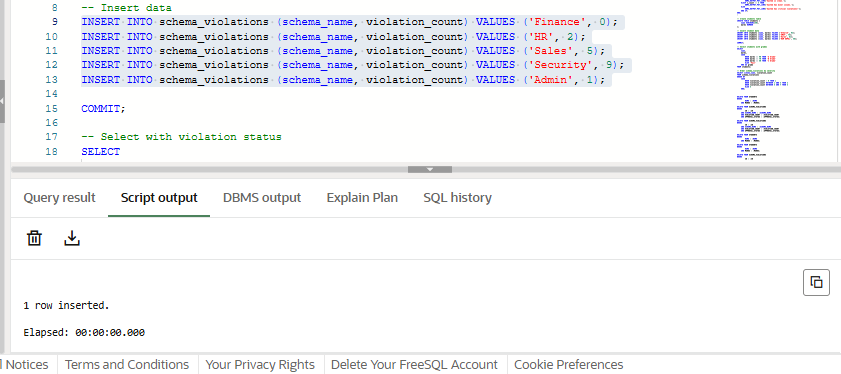 8 -- Insert data
9 INSERT INTO schema_violations (schema_name, violation_count) VALUES ('Finance', 0);
10 INSERT INTO schema_violations (schema_name, violation_count) VALUES ('HR', 2);
11 INSERT INTO schema_violations (schema_name, violation_count) VALUES ('Sales', 5);
12 INSERT INTO schema_violations (schema_name, violation_count) VALUES ('Security', 9);
13 INSERT INTO schema_violations (schema_name, violation_count) VALUES ('Admin', 1);
14
15 COMMIT;
16
17 -- Select with violation status
18 SELECT
Query result Script output DBMS output Explain Plan SQL history
1 row inserted.
Elapsed: 00:00:00.000
Notices Terms and Conditions Your Privacy Rights Delete Your FreeSQL Account Cookie Preferences